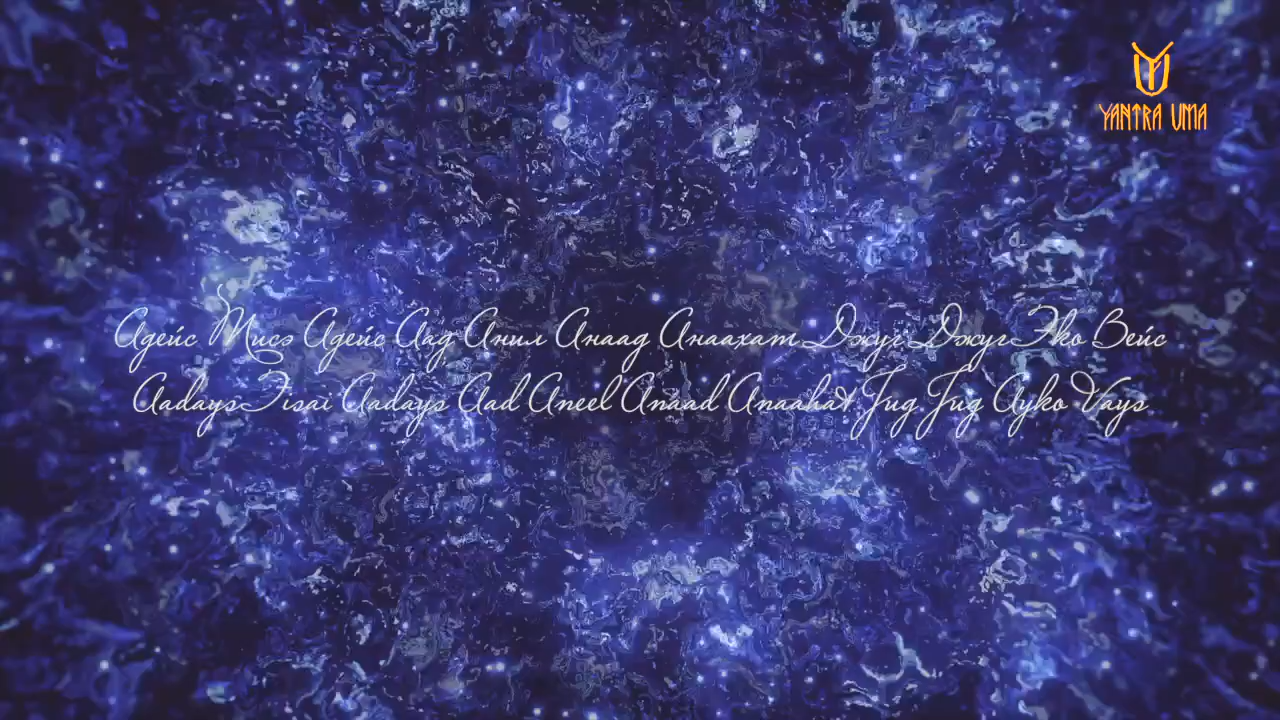 YANTRA UMA
Адейс Тисэ Адейс Аад Анил Анаад Анаахат Джуг Джуг Эко Вейс
Aadays Tisai Aadays Aad Aneel Anaad Anaahat Jug Jug Ayko Vays